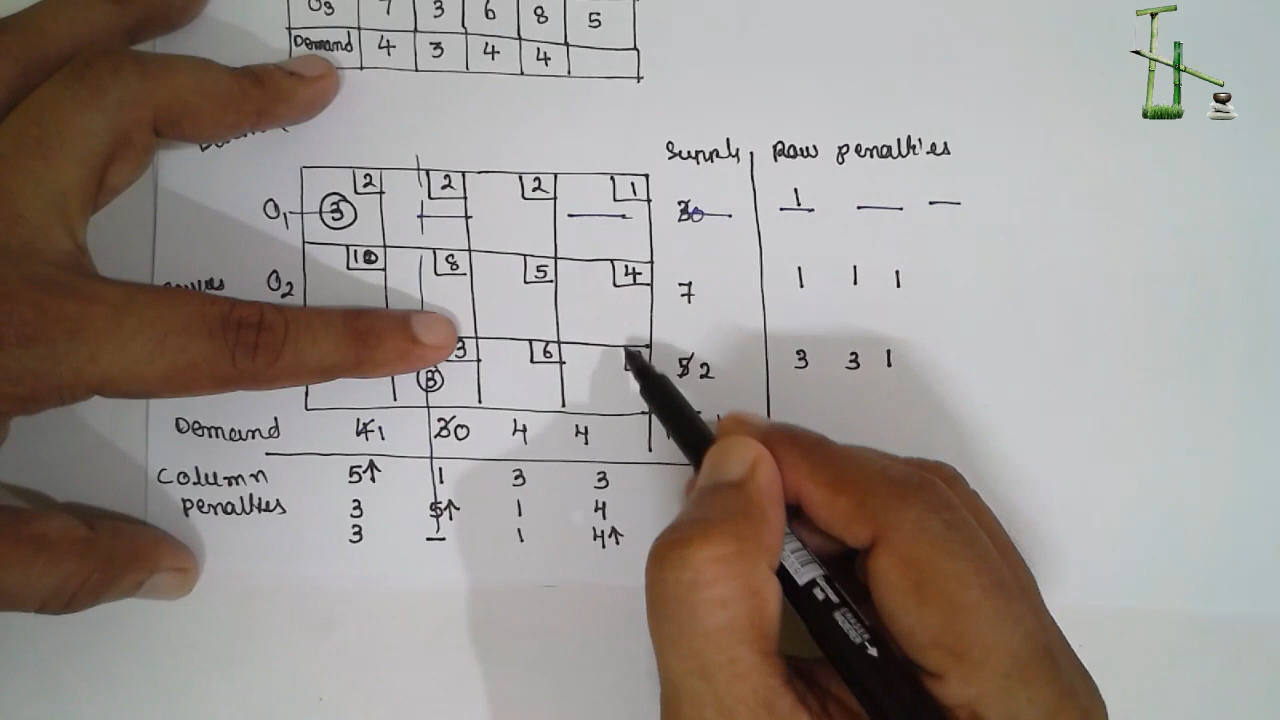 O3 7 3 6 8 5
Demand 4 3 4 4
Supply Row penalties
2 2 2 1
O1 3 30 1 — —
10 8 5 4
O2 7 1 1 1
3 6
3 52 3 3 1
Demand 41 30 4 4
Column 5↑ 1 3 3
penalties 3 5↑ 1 4
3 — 1 4↑